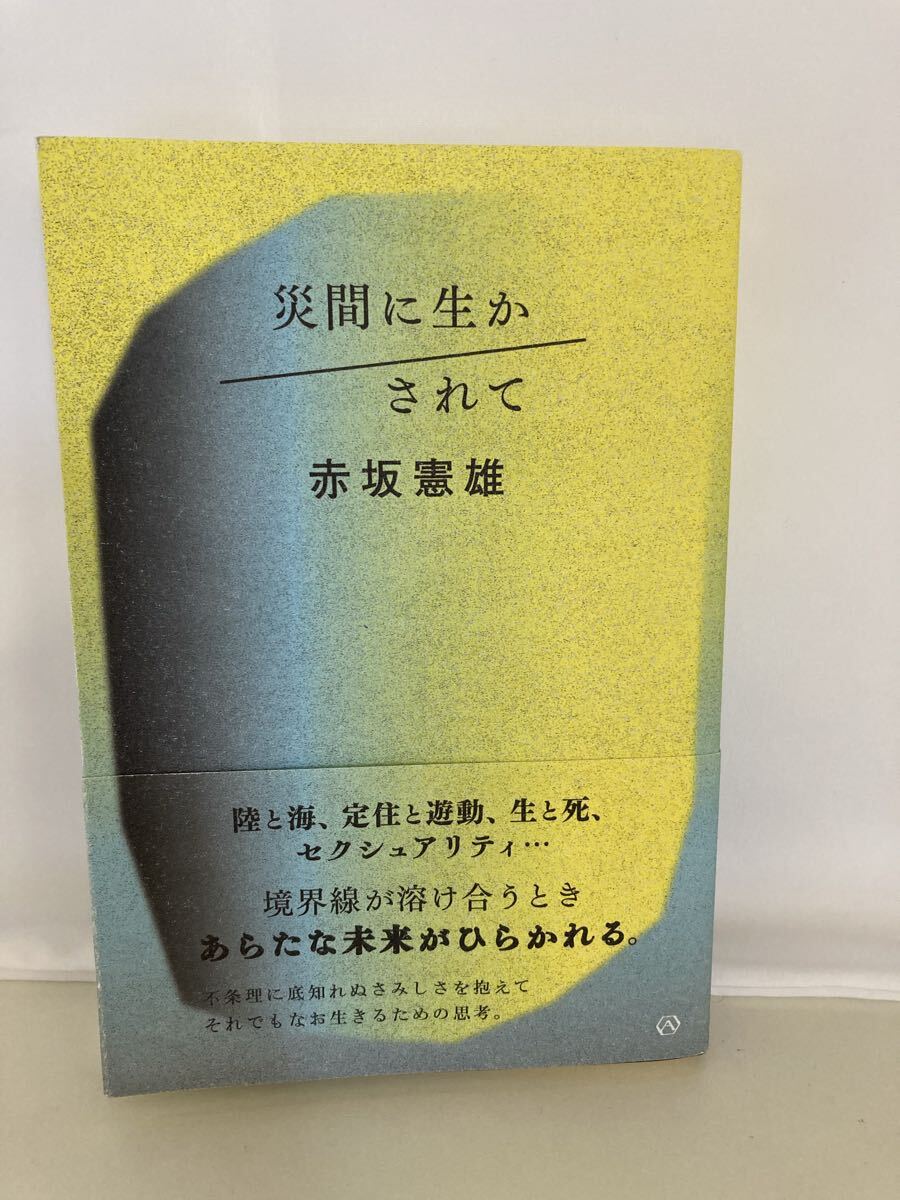 災間に生か
されて
赤坂憲雄
陸と海、定住と遊動、生と死、
セクシュアリティ…
境界線が溶け合うとき
あらたな未来がひらかれる。
不条理に底知れぬさみしさを抱えて
それでもなお生きるための思考。
A